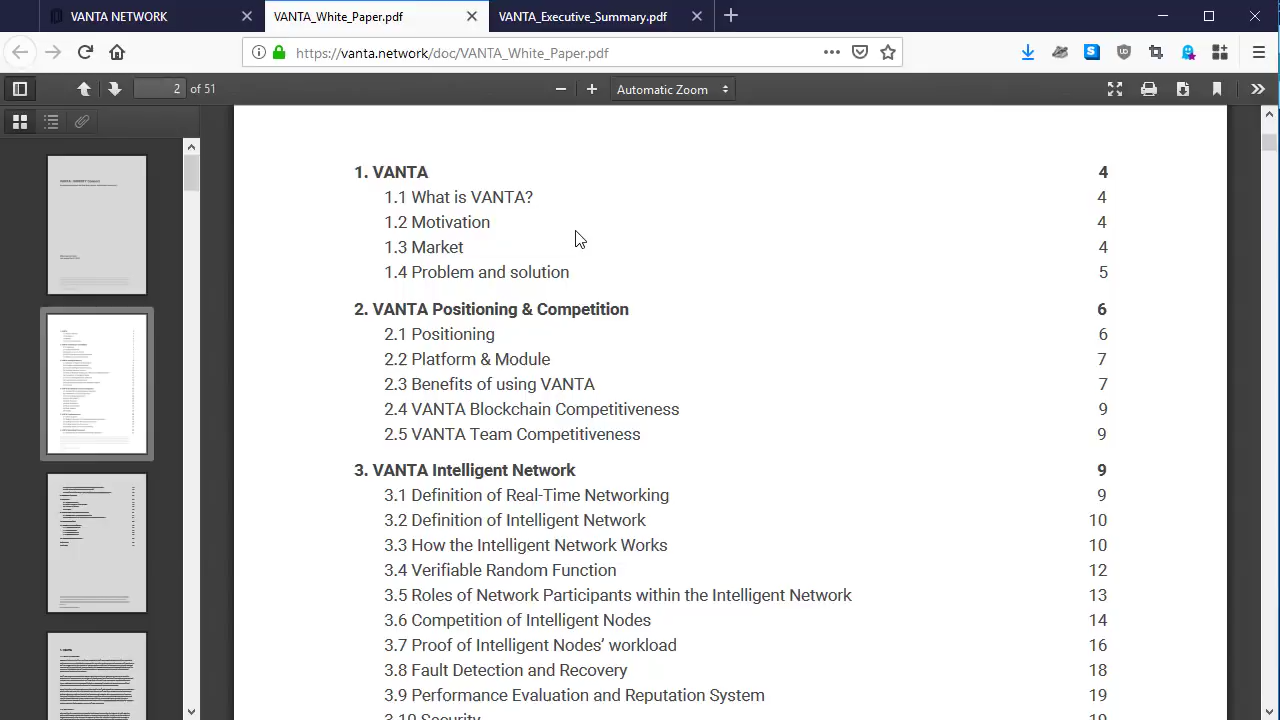 VANTA NETWORK
VANTA_White_Paper.pdf
VANTA_Executive_Summary.pdf
https://vanta.network/doc/VANTA_White_Paper.pdf
2 of 51
Automatic Zoom
1. VANTA 4
1.1 What is VANTA? 4
1.2 Motivation 4
1.3 Market 4
1.4 Problem and solution 5
2. VANTA Positioning & Competition 6
2.1 Positioning 6
2.2 Platform & Module 7
2.3 Benefits of using VANTA 7
2.4 VANTA Blockchain Competitiveness 9
2.5 VANTA Team Competitiveness 9
3. VANTA Intelligent Network 9
3.1 Definition of Real-Time Networking 9
3.2 Definition of Intelligent Network 10
3.3 How the Intelligent Network Works 10
3.4 Verifiable Random Function 12
3.5 Roles of Network Participants within the Intelligent Network 13
3.6 Competition of Intelligent Nodes 14
3.7 Proof of Intelligent Nodes’ workload 16
3.8 Fault Detection and Recovery 18
3.9 Performance Evaluation and Reputation System 19
3.10 Security 19